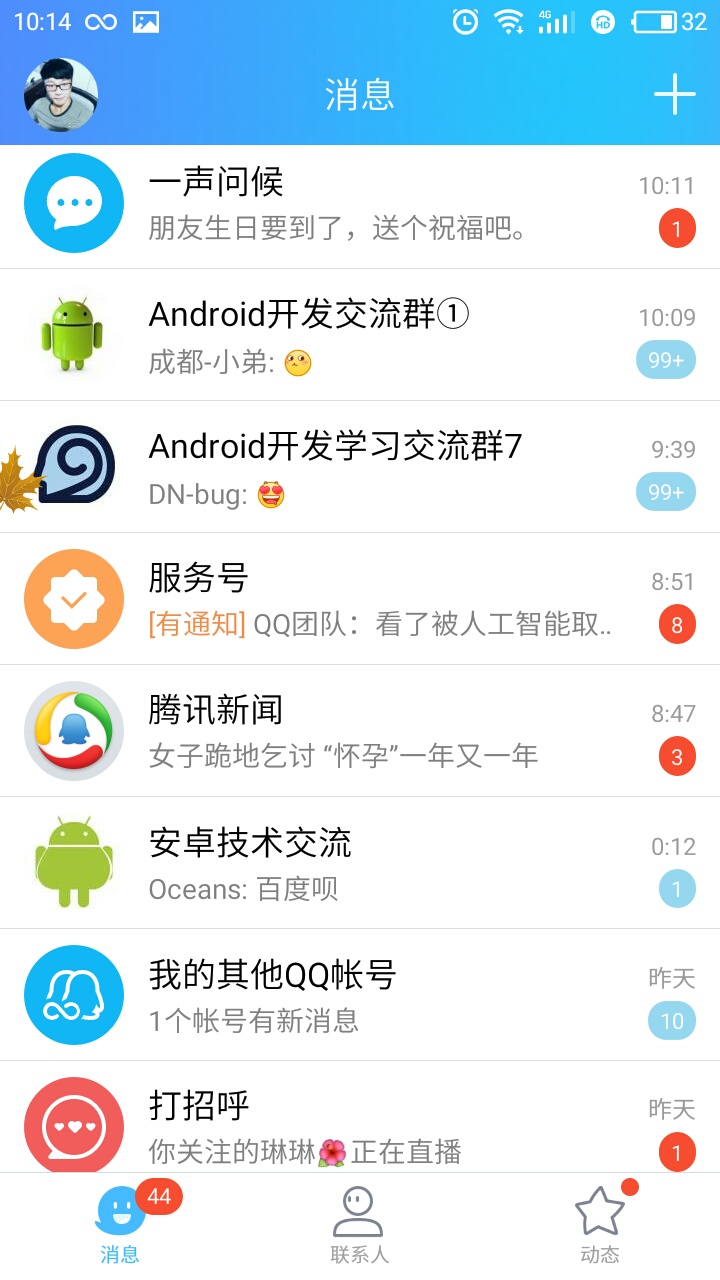 10:14
4G
HD
32
消息
一声问候
10:11
朋友生日要到了，送个祝福吧。
1
Android开发交流群①
10:09
成都-小弟:
99+
Android开发学习交流群7
9:39
DN-bug: 😍
99+
服务号
8:51
[有通知] QQ团队：看了被人工智能取..
8
腾讯新闻
8:47
女子跪地乞讨 “怀孕”一年又一年
3
安卓技术交流
0:12
Oceans: 百度呗
1
我的其他QQ帐号
昨天
1个帐号有新消息
10
打招呼
昨天
你关注的琳琳🌺正在直播
1
44
消息
联系人
动态